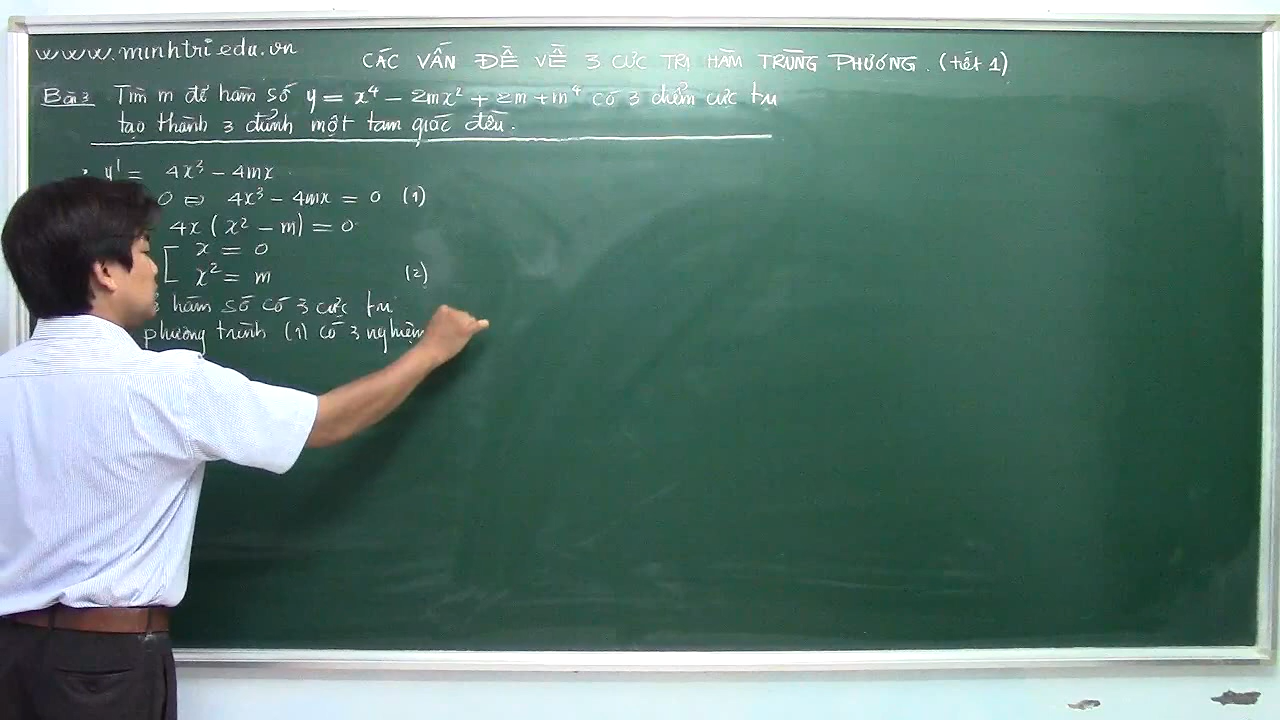 www.minhtri.edu.vn
CÁC VẤN ĐỀ VỀ 3 CỰC TRỊ HÀM TRÙNG PHƯƠNG. (tiết 1)
Bài 3 Tìm m để hàm số y = x⁴ - 2mx² + 2m + m⁴ có 3 điểm cực trị
tạo thành 3 đỉnh một tam giác đều.
y' = 4x³ - 4mx
0 ⇔ 4x³ - 4mx = 0 (1)
4x (x² - m) = 0
[ x = 0
x² = m (2)
hàm số có 3 cực trị
phương trình (1) có 3 nghiệm